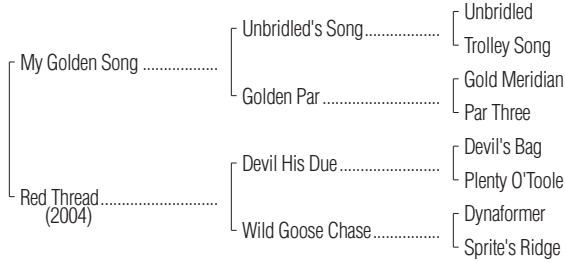 Unbridled
Unbridled's Song..................
Trolley Song
My Golden Song ..................
Gold Meridian
Golden Par ............................
Par Three
Devil's Bag
Devil His Due ........................
Plenty O'Toole
Red Thread............................
(2004)
Dynaformer
Wild Goose Chase................
Sprite's Ridge